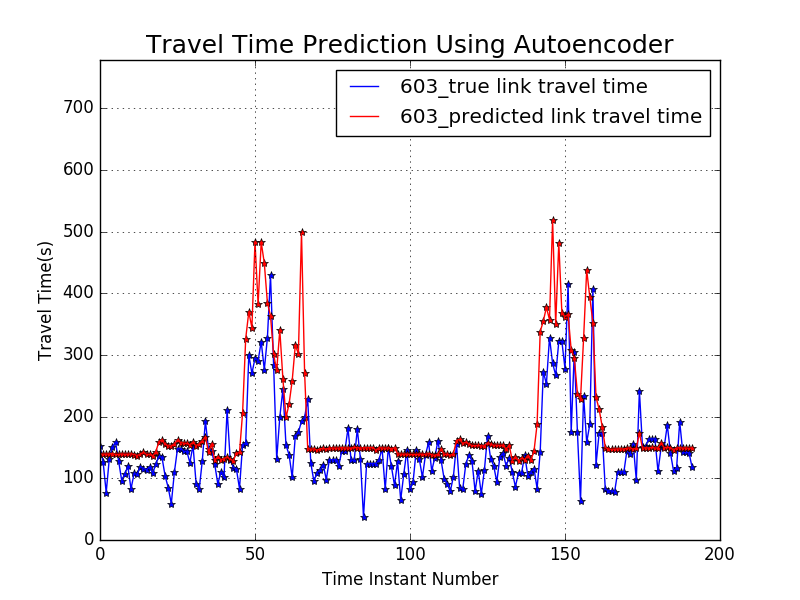 Travel Time Prediction Using Autoencoder
603_true link travel time
603_predicted link travel time
Travel Time(s)
700
600
500
400
300
200
100
0
0 50 100 150 200
Time Instant Number